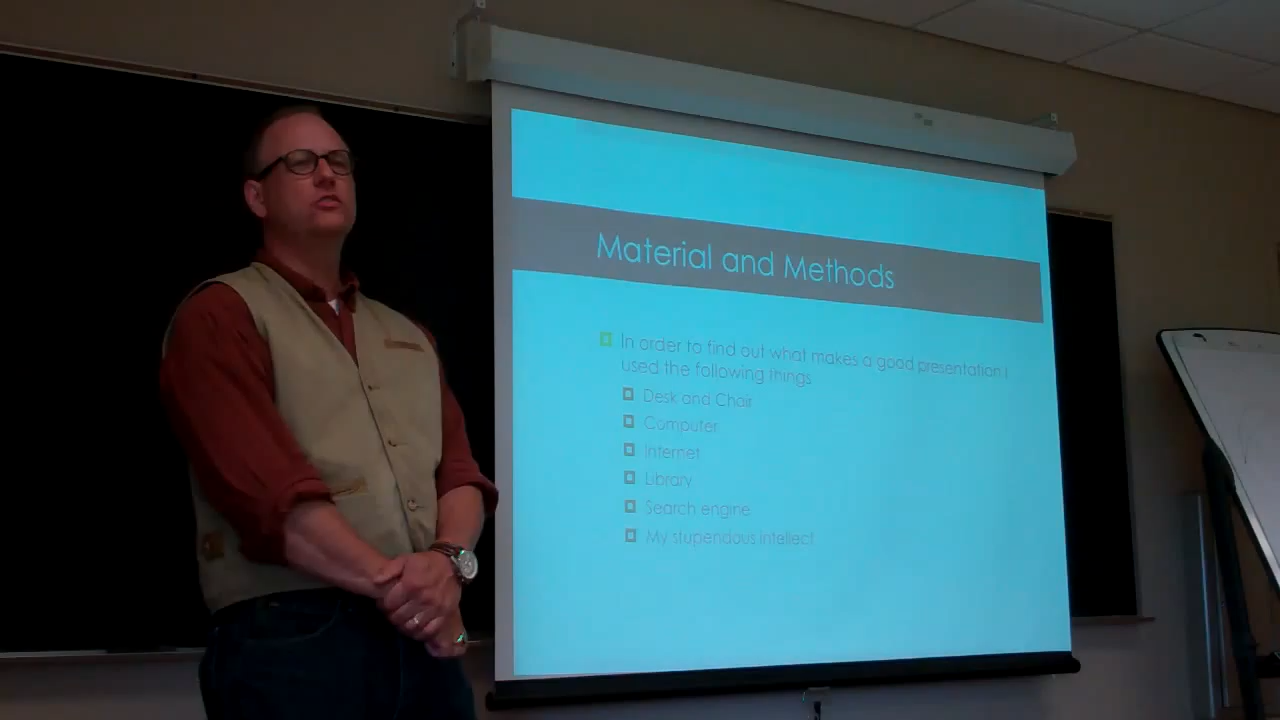 Material and Methods
In order to find out what makes a good presentation I
used the following things
Desk and Chair
Computer
Internet
Library
Search engine
My stupendous intellect